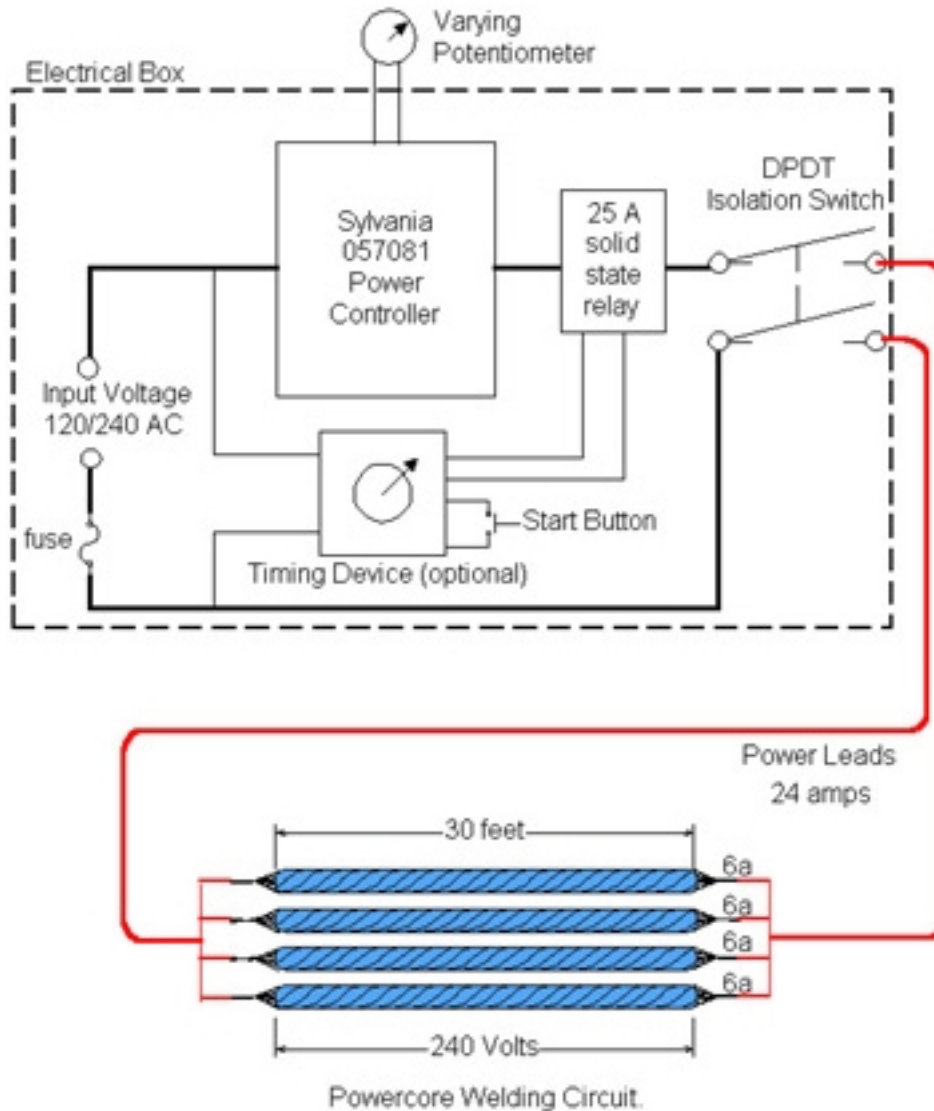 Varying
Potentiometer
Electrical Box
DPDT
Isolation Switch
Sylvania
057081
Power
Controller
25 A
solid
state
relay
Input Voltage
120/240 AC
fuse
Start Button
Timing Device (optional)
Power Leads
24 amps
30 feet
6a
6a
6a
6a
240 Volts
Powercore Welding Circuit.